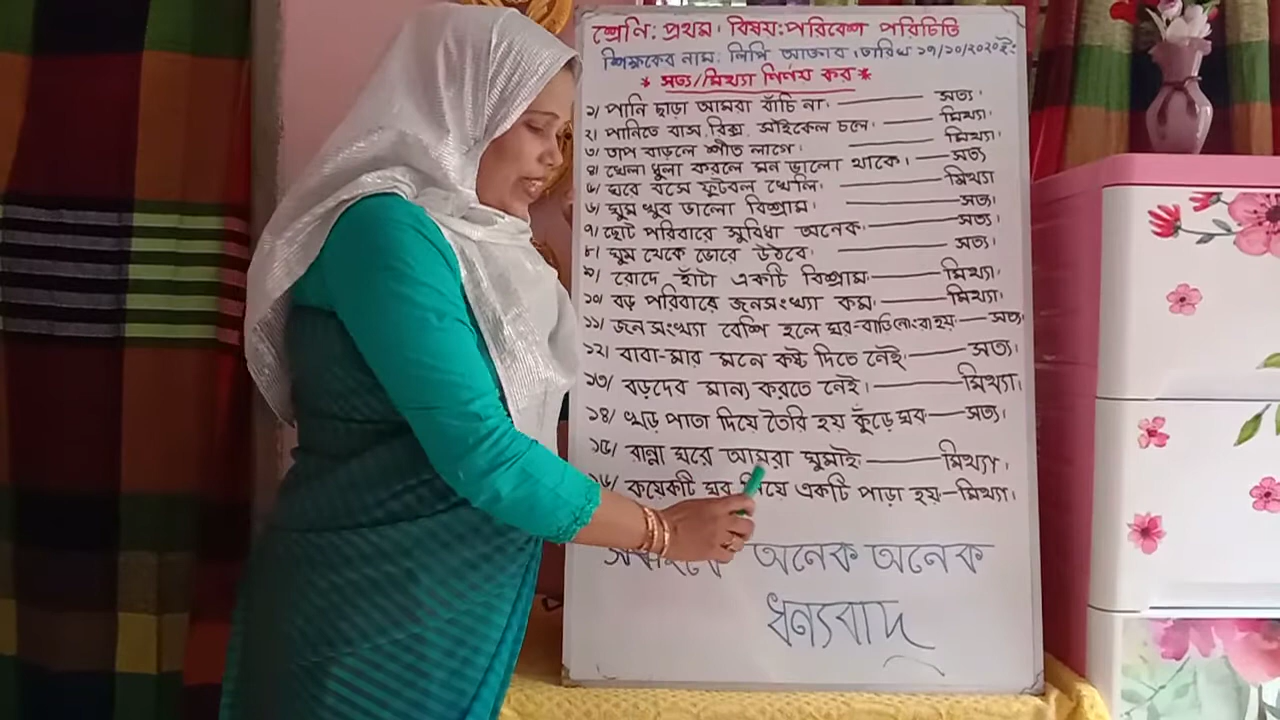 শ্রেণি: প্রথম। বিষয়: পরিবেশ পরিচিতি
শিক্ষকের নাম: লিপি আক্তার। তারিখ ১৭/১০/২০২০ইং
* সত্য/মিথ্যা নির্ণয় কর *
১/ পানি ছাড়া আমরা বাঁচি না। ——— সত্য।
২। পানিতে বাস, রিক্স, সাইকেল চলে। —— মিথ্যা।
৩/ তাপ বাড়লে শীত লাগে। ——— মিথ্যা।
৪/ খেলা ধুলা করলে মন ভালো থাকে। — সত্য
৫/ ঘরে বসে ফুটবল খেলি। ——— মিথ্যা
৬/ ঘুম খুব ভালো বিশ্রাম। ——— সত্য।
৭/ ছোট পরিবারে সুবিধা অনেক। —— সত্য।
৮/ ঘুম থেকে ভোরে উঠবে। ——— সত্য।
৯/ রোদে হাঁটা একটি বিশ্রাম। —— মিথ্যা।
১০/ বড় পরিবারে জনসংখ্যা কম। —— মিথ্যা।
১১/ জনসংখ্যা বেশি হলে ঘর-বাড়ি নোংরা হয় — সত্য।
১২। বাবা-মার মনে কষ্ট দিতে নেই। —— সত্য।
১৩/ বড়দের মান্য করতে নেই। ——— মিথ্যা।
১৪/ খড় পাতা দিয়ে তৈরি হয় কুঁড়ে ঘর — সত্য।
১৫/ রান্না ঘরে আমরা ঘুমাই। ——— মিথ্যা।
১৬/ কয়েকটি ঘর নিয়ে একটি পাড়া হয় – মিথ্যা।
অনেক অনেক
ধন্যবাদ